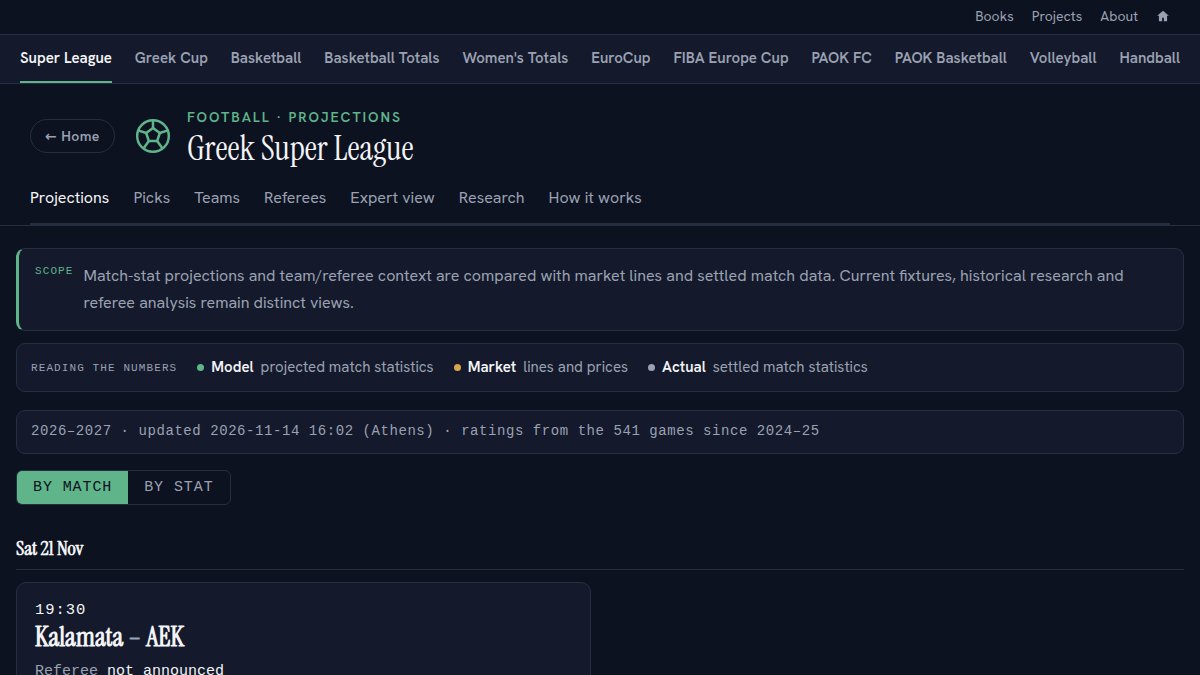 Books Projects About
Super League Greek Cup Basketball Basketball Totals Women's Totals EuroCup FIBA Europe Cup PAOK FC PAOK Basketball Volleyball Handball
← Home
FOOTBALL · PROJECTIONS
Greek Super League
Projections Picks Teams Referees Expert view Research How it works
SCOPE Match-stat projections and team/referee context are compared with market lines and settled match data. Current fixtures, historical research and
referee analysis remain distinct views.
READING THE NUMBERS Model projected match statistics Market lines and prices Actual settled match statistics
2026–2027 · updated 2026-11-14 16:02 (Athens) · ratings from the 541 games since 2024–25
BY MATCH BY STAT
Sat 21 Nov
19:30
Kalamata – AEK
Referee not announced